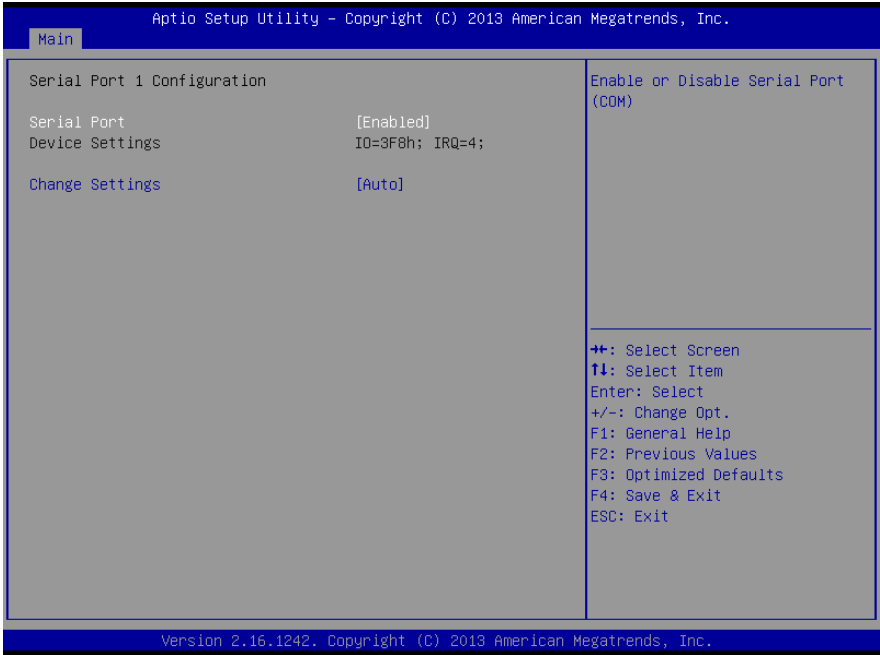 Aptio Setup Utility – Copyright (C) 2013 American Megatrends, Inc.
Main
Serial Port 1 Configuration
Serial Port [Enabled]
Device Settings IO=3F8h; IRQ=4;
Change Settings [Auto]
Enable or Disable Serial Port
(COM)
→←: Select Screen
↑↓: Select Item
Enter: Select
+/-: Change Opt.
F1: General Help
F2: Previous Values
F3: Optimized Defaults
F4: Save & Exit
ESC: Exit
Version 2.16.1242. Copyright (C) 2013 American Megatrends, Inc.